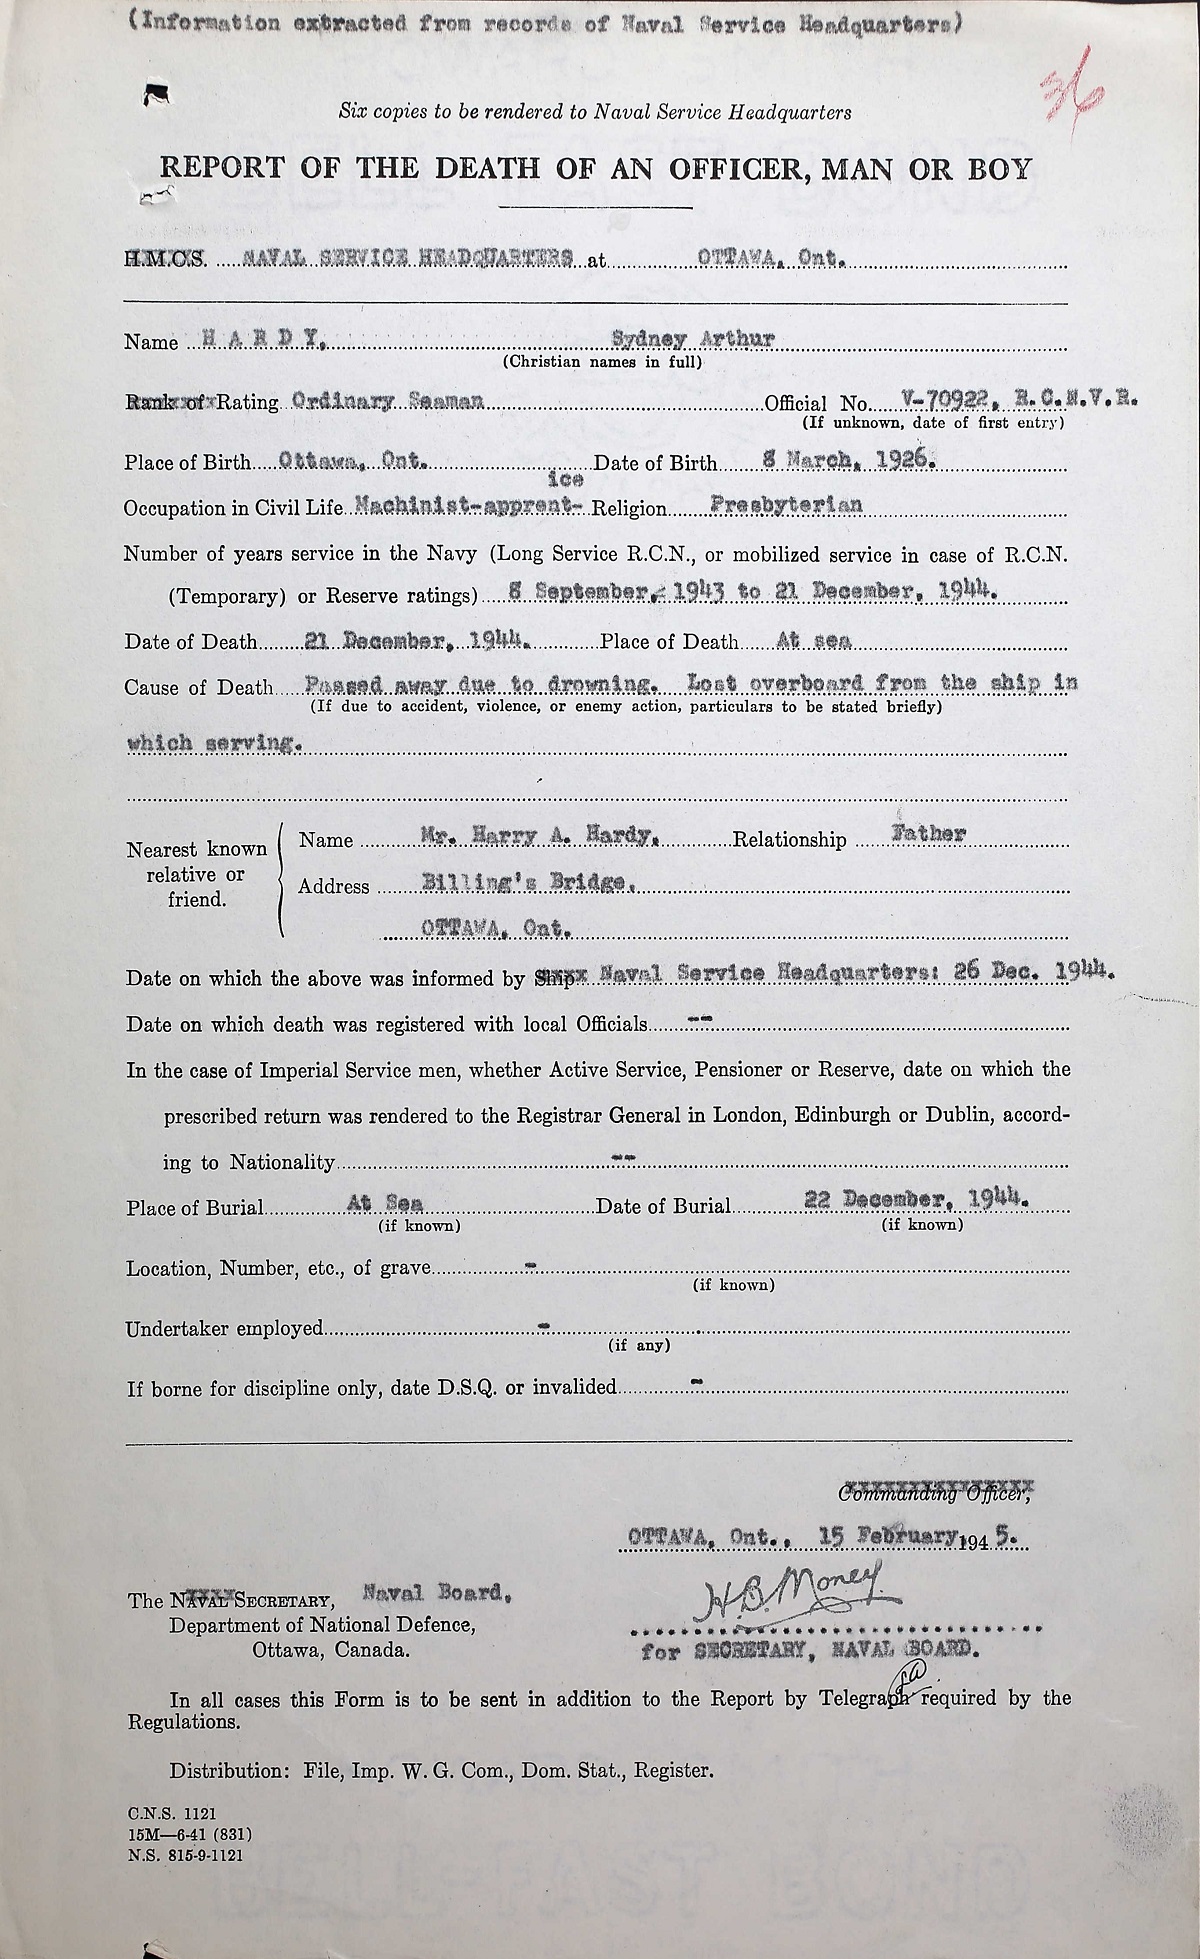 (Information extracted from records of Naval Service Headquarters)
36
Six copies to be rendered to Naval Service Headquarters
REPORT OF THE DEATH OF AN OFFICER, MAN OR BOY
H.M.C.S. NAVAL SERVICE HEADQUARTERS at OTTAWA, Ont.
Name H A R D Y, Sydney Arthur
(Christian names in full)
Rank of Rating Ordinary Seaman Official No. V-70922, R.C.N.V.R.
(If unknown, date of first entry)
Place of Birth Ottawa, Ont. Date of Birth 8 March, 1926.
ice
Occupation in Civil Life Machinist-apprent- Religion Presbyterian
Number of years service in the Navy (Long Service R.C.N., or mobilized service in case of R.C.N.
(Temporary) or Reserve ratings) 8 September, 1943 to 21 December, 1944.
Date of Death 21 December, 1944. Place of Death At sea
Cause of Death Passed away due to drowning. Lost overboard from the ship in
(If due to accident, violence, or enemy action, particulars to be stated briefly)
which serving.
Nearest known relative or friend.
Name Mr. Harry A. Hardy, Relationship Father
Address Billing's Bridge,
OTTAWA, Ont.
Date on which the above was informed by Ship Naval Service Headquarters: 26 Dec. 1944.
Date on which death was registered with local Officials --
In the case of Imperial Service men, whether Active Service, Pensioner or Reserve, date on which the
prescribed return was rendered to the Registrar General in London, Edinburgh or Dublin, accord-
ing to Nationality --
Place of Burial At Sea Date of Burial 22 December, 1944.
(if known) (if known)
Location, Number, etc., of grave -
(if known)
Undertaker employed -
(if any)
If borne for discipline only, date D.S.Q. or invalided -
Commanding Officer,
OTTAWA, Ont., 15 February, 1945.
The NAVAL SECRETARY, Naval Board,
H.B. Money
Department of National Defence,
Ottawa, Canada.
for SECRETARY, NAVAL BOARD.
In all cases this Form is to be sent in addition to the Report by Telegraph required by the
Regulations.
Distribution: File, Imp. W. G. Com., Dom. Stat., Register.
C.N.S. 1121
15M—6-41 (831)
N.S. 815-9-1121